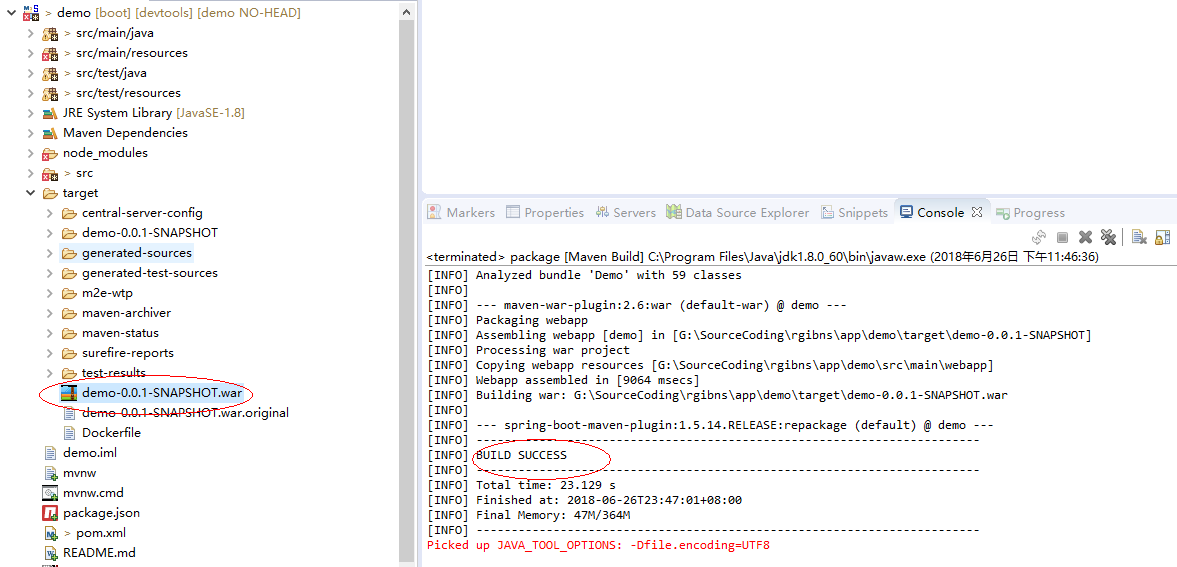 > demo [boot] [devtools] [demo NO-HEAD]
> src/main/java
> src/main/resources
> src/test/java
> src/test/resources
JRE System Library [JavaSE-1.8]
Maven Dependencies
node_modules
> src
target
central-server-config
demo-0.0.1-SNAPSHOT
generated-sources
generated-test-sources
m2e-wtp
maven-archiver
maven-status
surefire-reports
test-results
demo-0.0.1-SNAPSHOT.war
demo-0.0.1-SNAPSHOT.war.original
Dockerfile
demo.iml
mvnw
mvnw.cmd
package.json
> pom.xml
README.md
Markers Properties Servers Data Source Explorer Snippets Console Progress
<terminated> package [Maven Build] C:\Program Files\Java\jdk1.8.0_60\bin\javaw.exe (2018年6月26日 下午11:46:36)
[INFO] Analyzed bundle 'Demo' with 59 classes
[INFO]
[INFO] --- maven-war-plugin:2.6:war (default-war) @ demo ---
[INFO] Packaging webapp
[INFO] Assembling webapp [demo] in [G:\SourceCoding\rgibns\app\demo\target\demo-0.0.1-SNAPSHOT]
[INFO] Processing war project
[INFO] Copying webapp resources [G:\SourceCoding\rgibns\app\demo\src\main\webapp]
[INFO] Webapp assembled in [9064 msecs]
[INFO] Building war: G:\SourceCoding\rgibns\app\demo\target\demo-0.0.1-SNAPSHOT.war
[INFO]
[INFO] --- spring-boot-maven-plugin:1.5.14.RELEASE:repackage (default) @ demo ---
[INFO] ------------------------------------------------------------------------
[INFO] BUILD SUCCESS
[INFO] ------------------------------------------------------------------------
[INFO] Total time: 23.129 s
[INFO] Finished at: 2018-06-26T23:47:01+08:00
[INFO] Final Memory: 47M/364M
[INFO] ------------------------------------------------------------------------
Picked up JAVA_TOOL_OPTIONS: -Dfile.encoding=UTF8